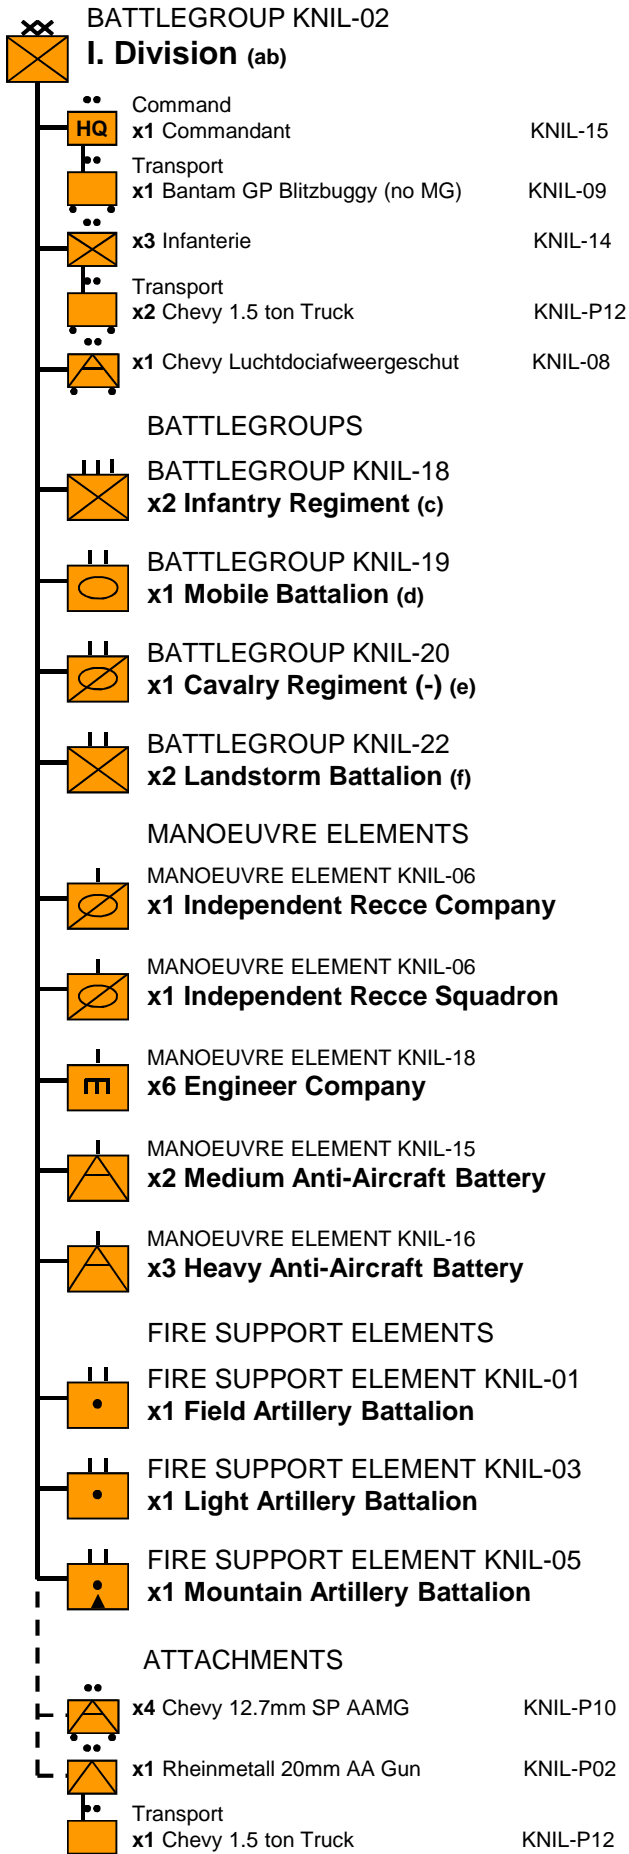 BATTLEGROUP KNIL-02
I. Division (ab)
Command
HQ x1 Commandant KNIL-15
Transport
x1 Bantam GP Blitzbuggy (no MG) KNIL-09
x3 Infanterie KNIL-14
Transport
x2 Chevy 1.5 ton Truck KNIL-P12
x1 Chevy Luchtdociafweergeschut KNIL-08
BATTLEGROUPS
BATTLEGROUP KNIL-18
x2 Infantry Regiment (c)
BATTLEGROUP KNIL-19
x1 Mobile Battalion (d)
BATTLEGROUP KNIL-20
x1 Cavalry Regiment (-) (e)
BATTLEGROUP KNIL-22
x2 Landstorm Battalion (f)
MANOEUVRE ELEMENTS
MANOEUVRE ELEMENT KNIL-06
x1 Independent Recce Company
MANOEUVRE ELEMENT KNIL-06
x1 Independent Recce Squadron
MANOEUVRE ELEMENT KNIL-18
x6 Engineer Company
MANOEUVRE ELEMENT KNIL-15
x2 Medium Anti-Aircraft Battery
MANOEUVRE ELEMENT KNIL-16
x3 Heavy Anti-Aircraft Battery
FIRE SUPPORT ELEMENTS
FIRE SUPPORT ELEMENT KNIL-01
x1 Field Artillery Battalion
FIRE SUPPORT ELEMENT KNIL-03
x1 Light Artillery Battalion
FIRE SUPPORT ELEMENT KNIL-05
x1 Mountain Artillery Battalion
ATTACHMENTS
x4 Chevy 12.7mm SP AAMG KNIL-P10
x1 Rheinmetall 20mm AA Gun KNIL-P02
Transport
x1 Chevy 1.5 ton Truck KNIL-P12